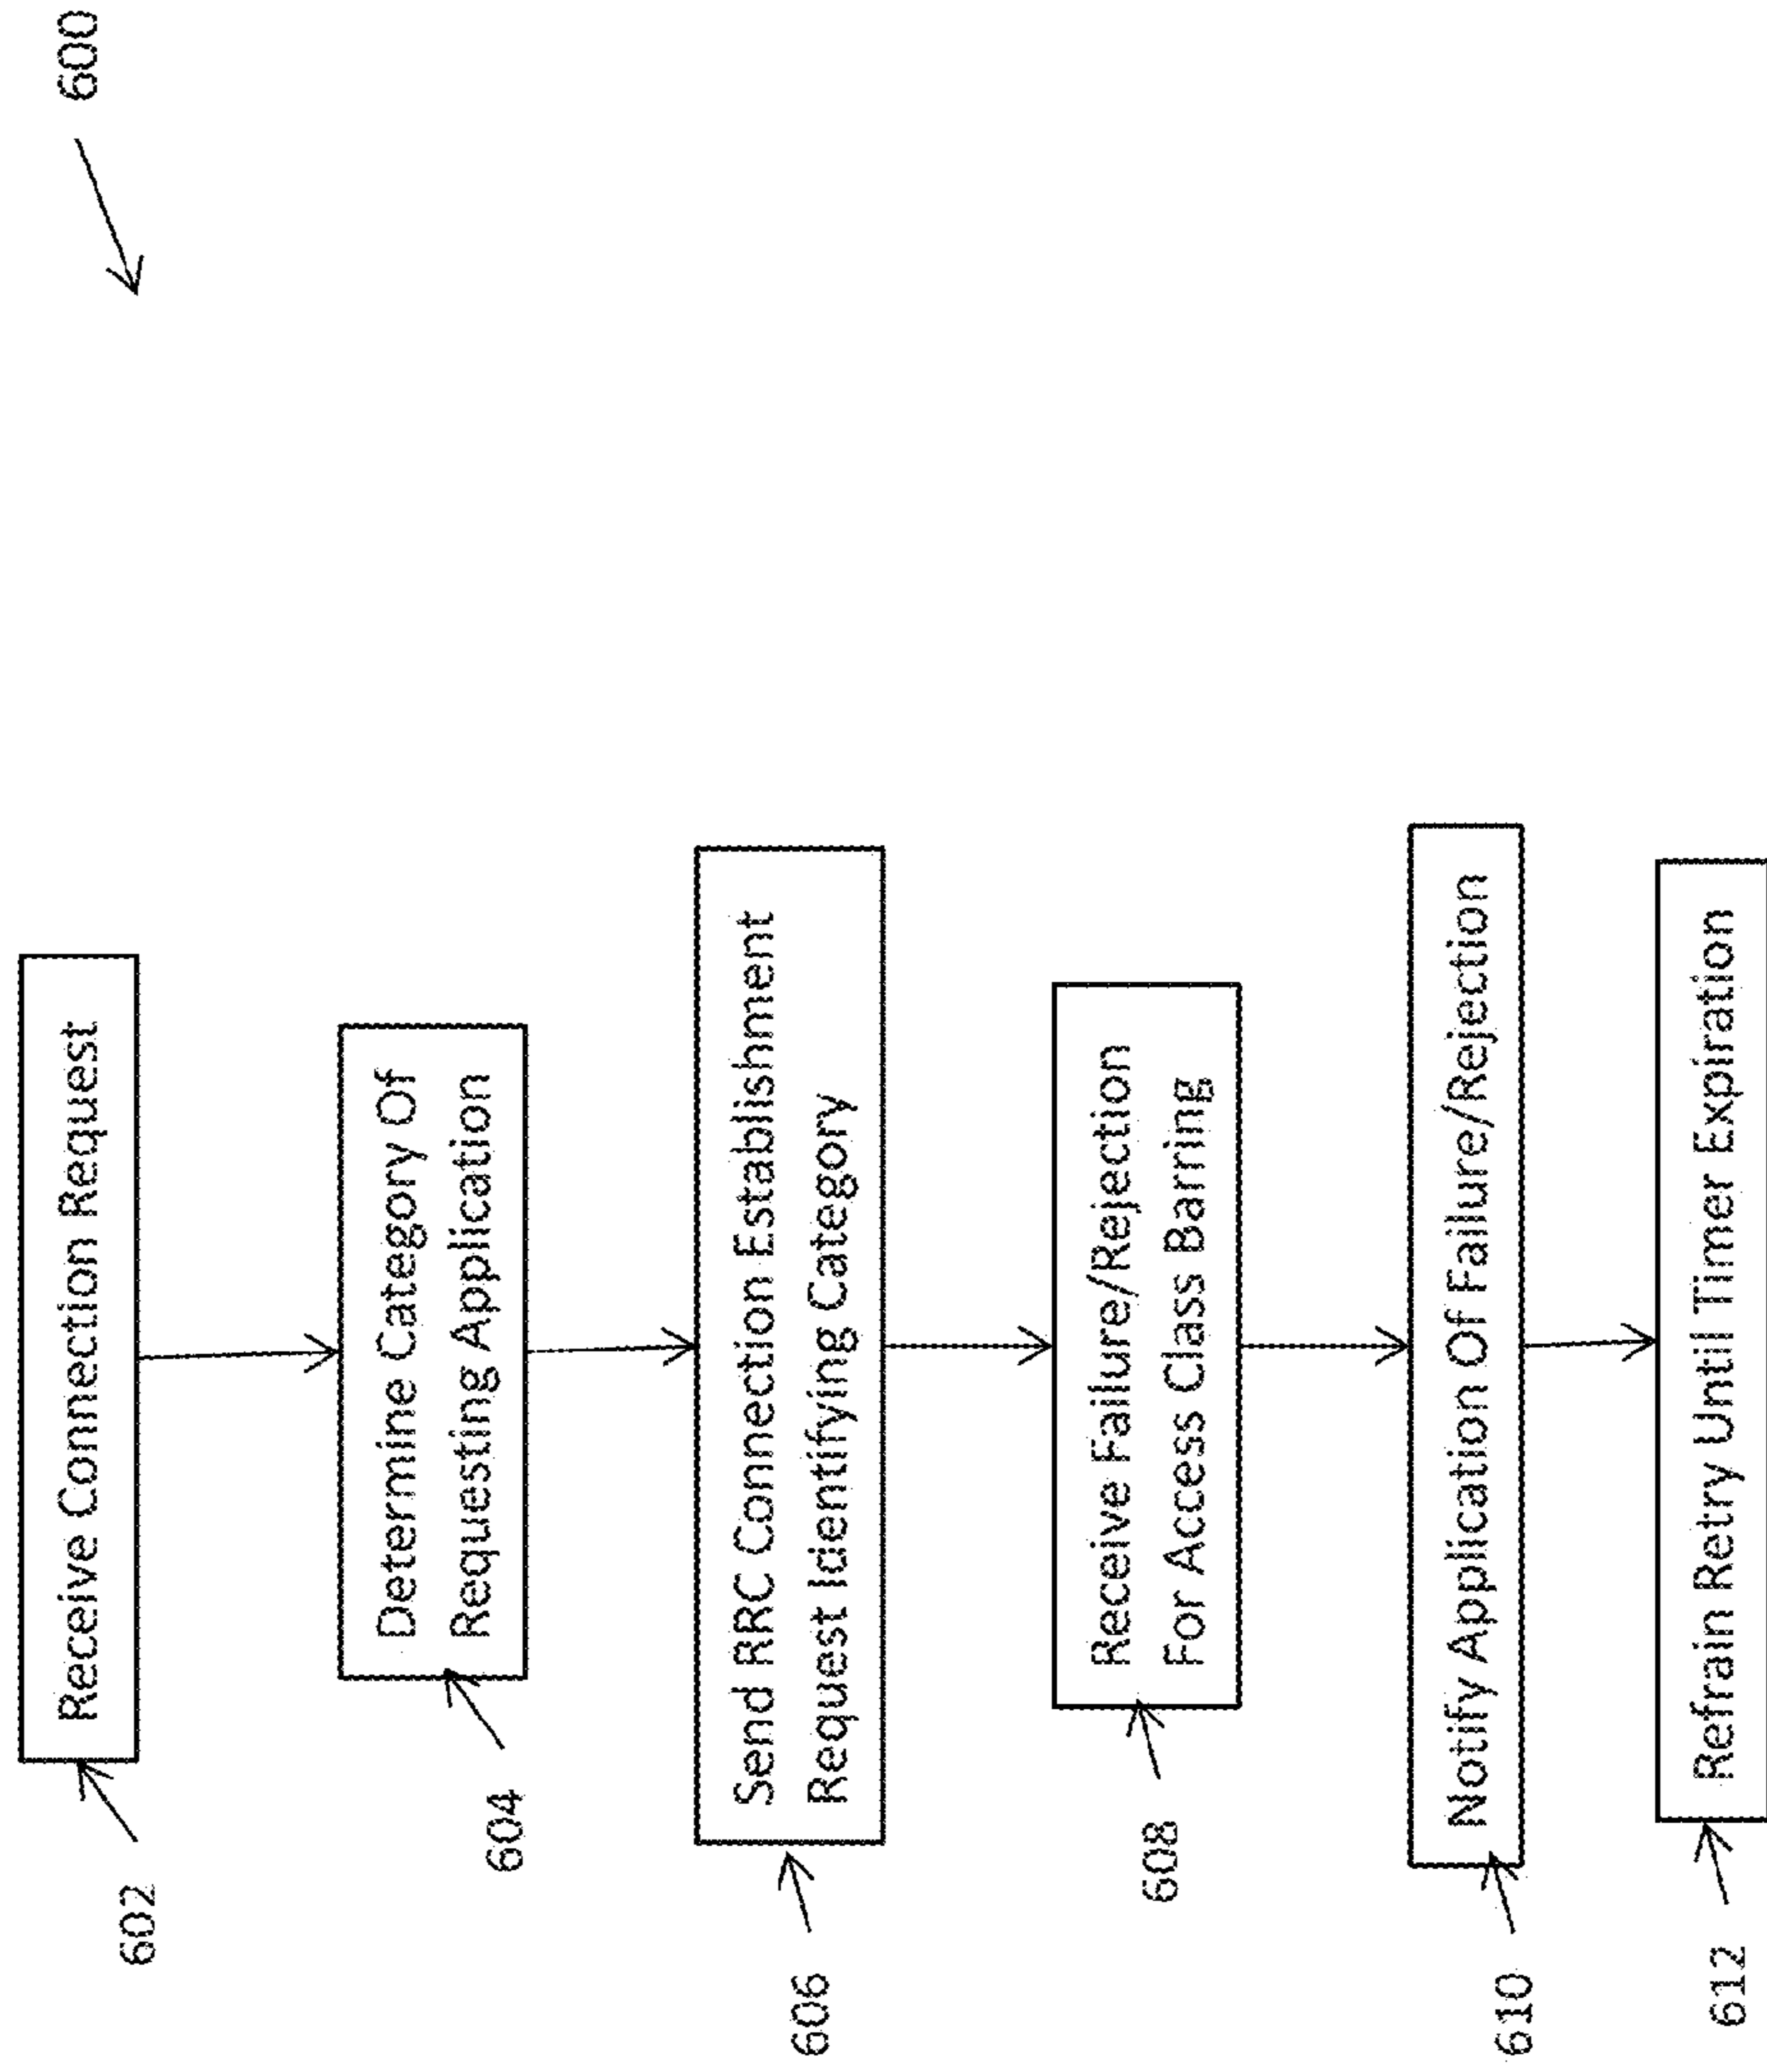 600
602
Receive Connection Request
604
Determine Category Of
Requesting Application
606
Send RRC Connection Establishment
Request Identifying Category
608
Receive Failure/Rejection
For Access Class Barring
610
Notify Application Of Failure/Rejection
612
Refrain Retry Until Timer Expiration